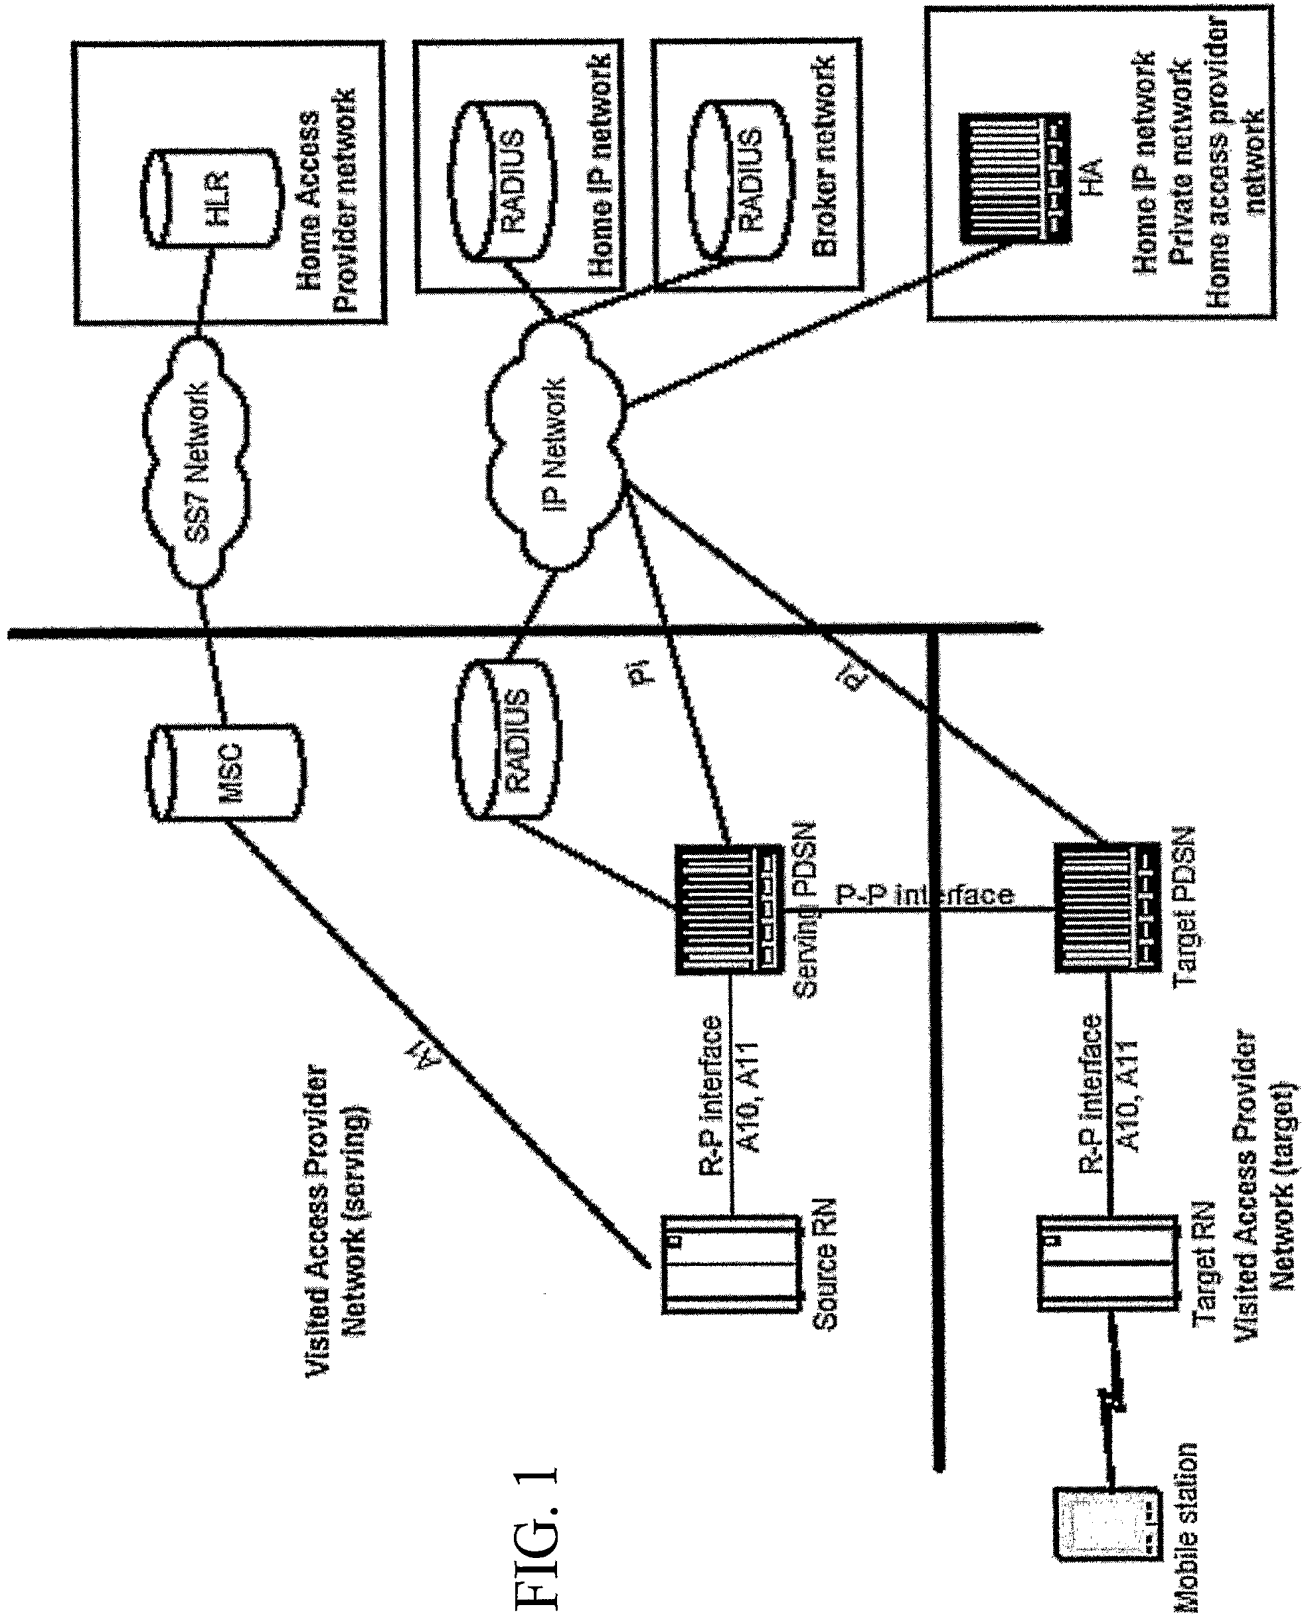 HLR
Home Access
Provider network
SS7 Network
MSC
A1
Visited Access Provider
Network (serving)
RADIUS
Home IP network
RADIUS
Broker network
IP Network
RADIUS
Pi
Pi
HA
Home IP network
Private network
Home access provider
network
Serving PDSN
P-P interface
Target PDSN
R-P interface
A10, A11
R-P interface
A10, A11
Source RN
Target RN
Visited Access Provider
Network (target)
Mobile station
FIG. 1